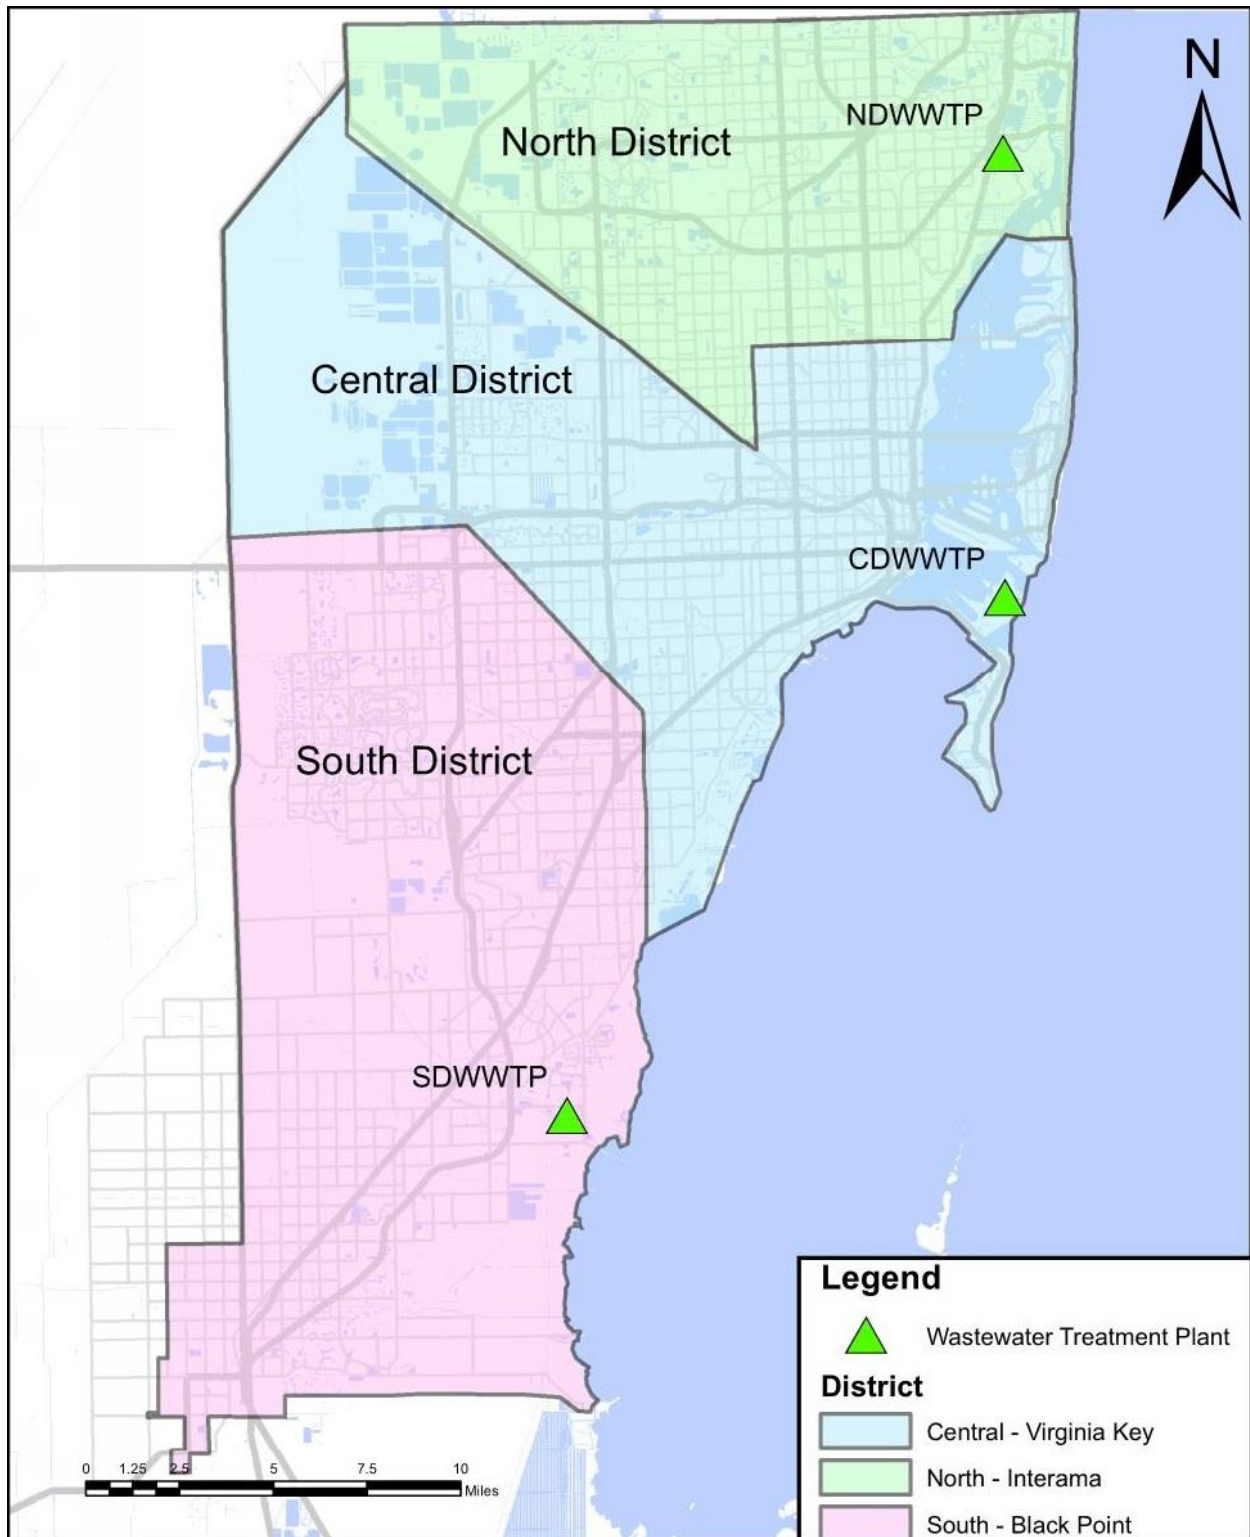 N
NDWWTP
North District
Central District
CDWWTP
South District
SDWWTP
Legend
Wastewater Treatment Plant
District
Central - Virginia Key
North - Interama
South - Black Point
0 1.25 2.5 5 7.5 10
Miles